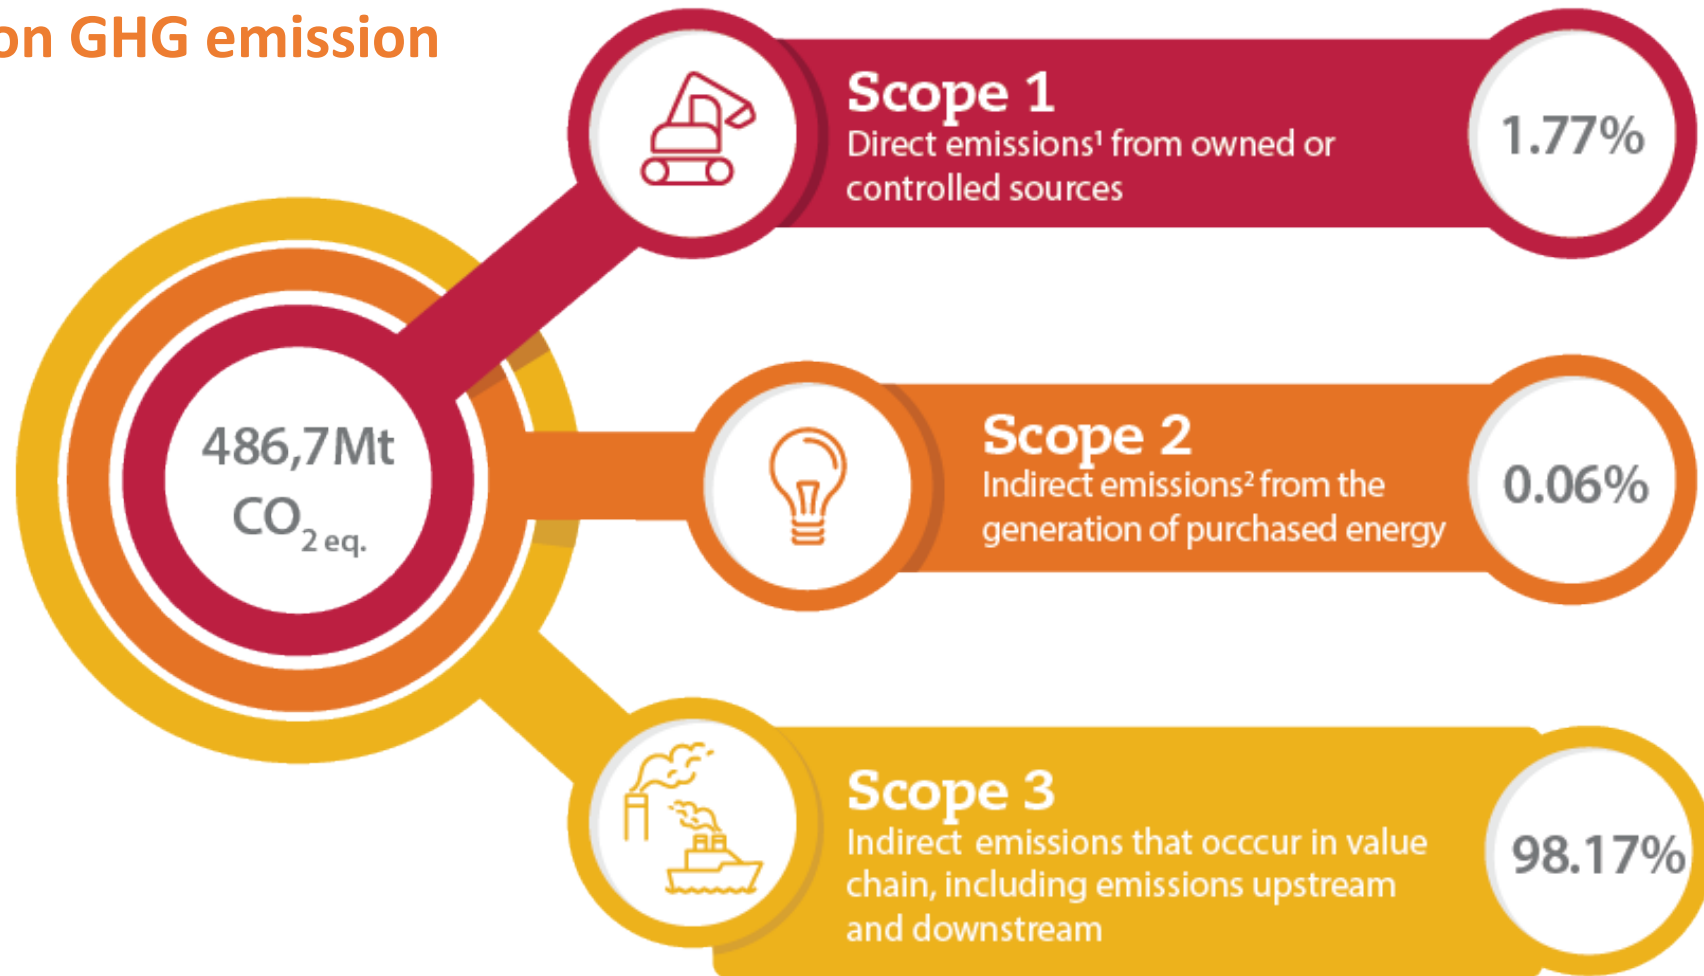 on GHG emission
Scope 1
Direct emissions¹ from owned or
controlled sources
1.77%
486,7Mt
CO₂ eq.
Scope 2
Indirect emissions² from the
generation of purchased energy
0.06%
Scope 3
Indirect emissions that occcur in value
chain, including emissions upstream
and downstream
98.17%